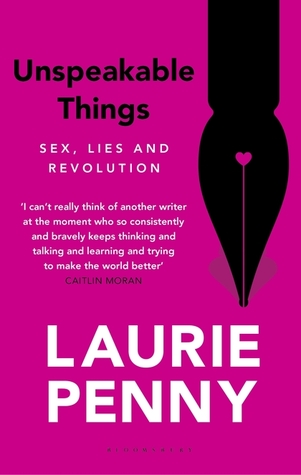 Unspeakable
Things
SEX, LIES AND
REVOLUTION
‘I can’t really think of another writer
at the moment who so consistently
and bravely keeps thinking and
talking and learning and trying
to make the world better’
CAITLIN MORAN
LAURIE
PENNY
BLOOMSBURY